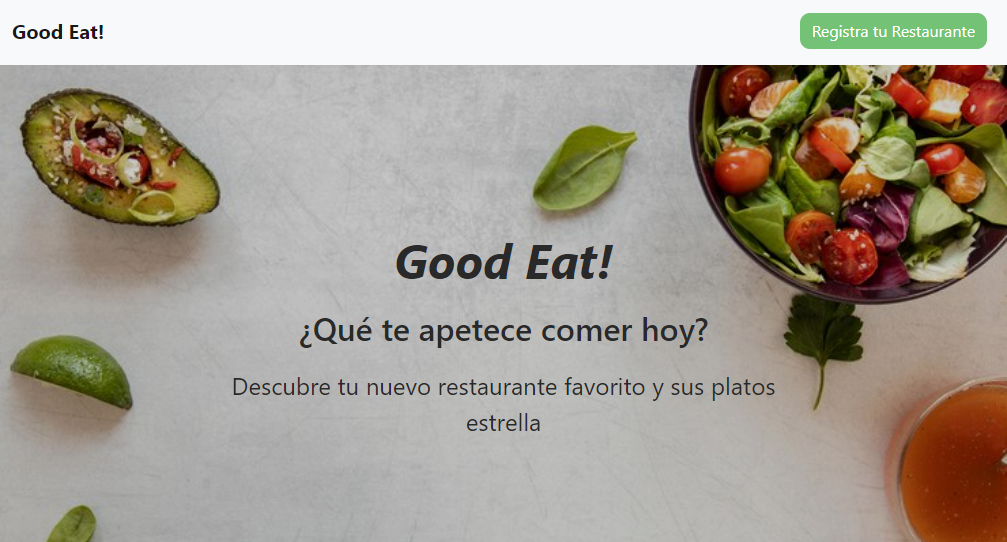 Good Eat!
Registra tu Restaurante
Good Eat!
¿Qué te apetece comer hoy?
Descubre tu nuevo restaurante favorito y sus platos
estrella